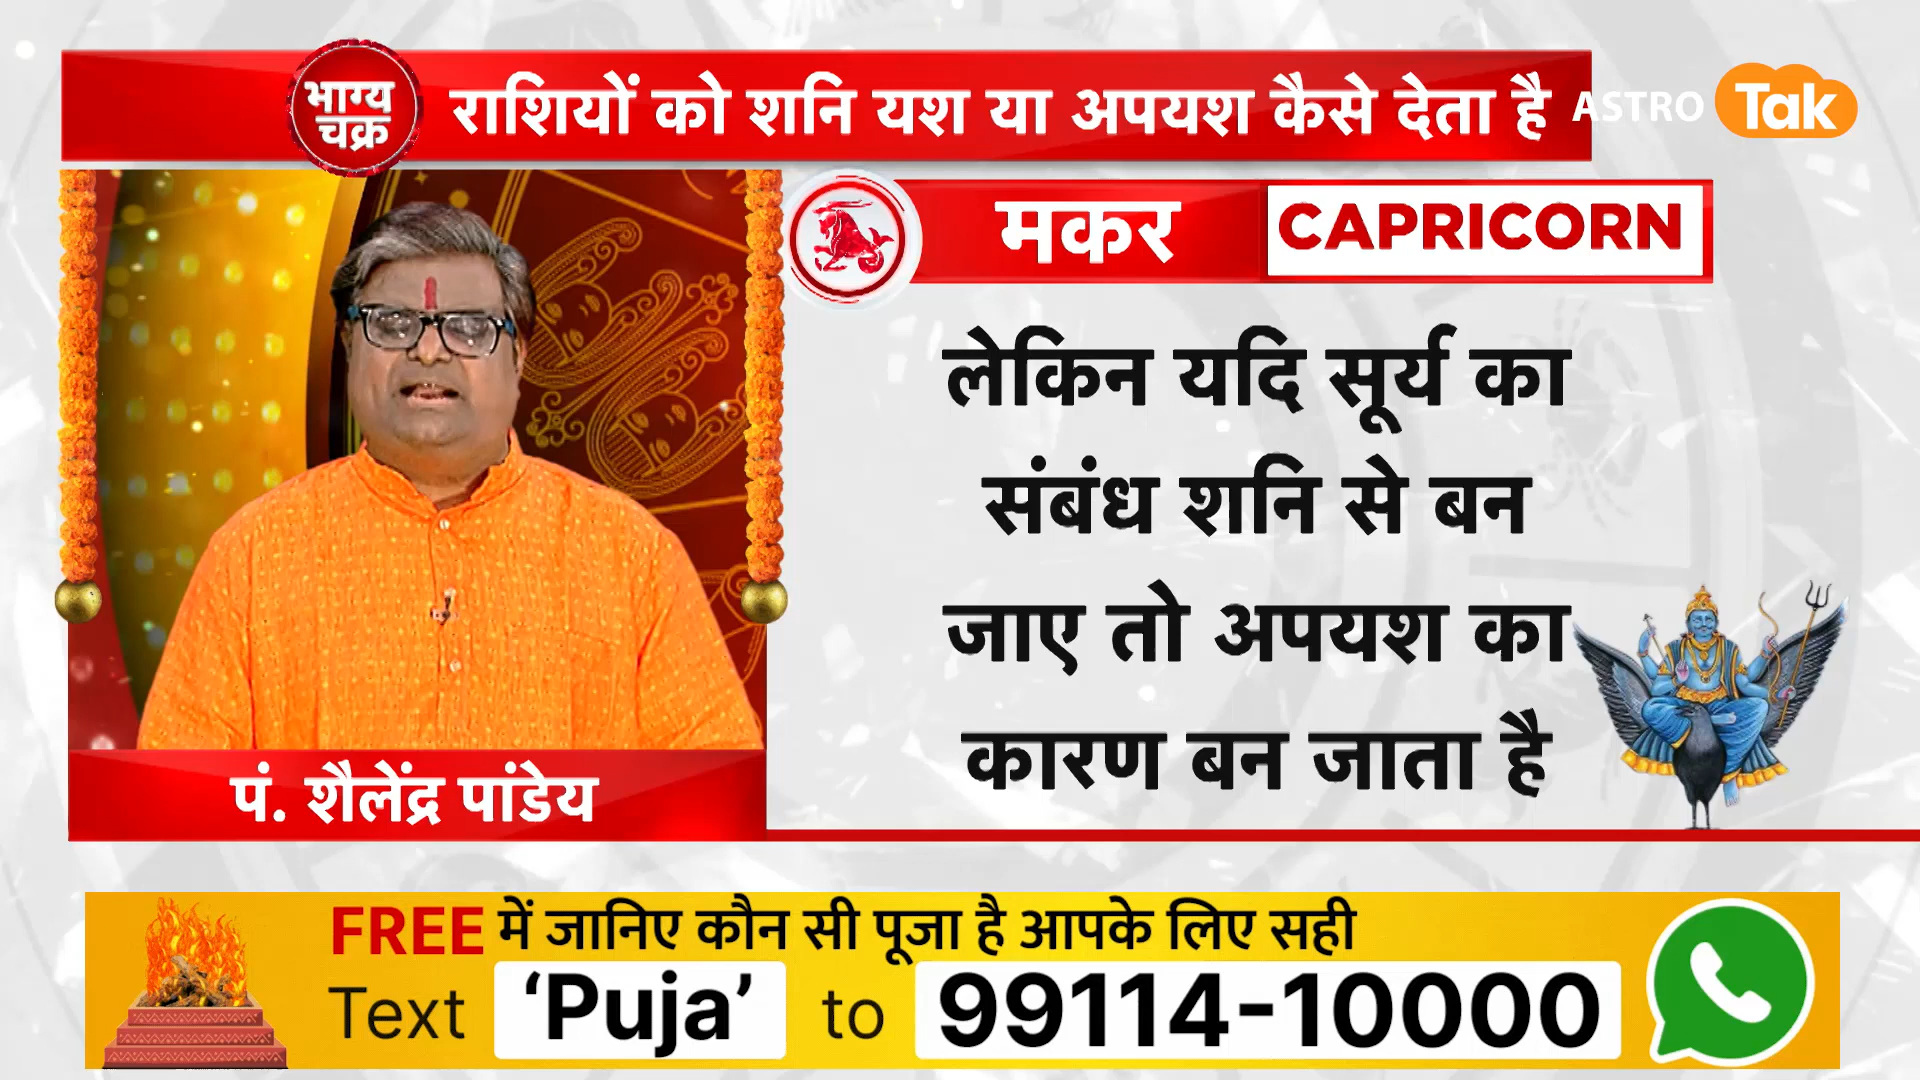 भाग्य
चक्र
राशियों को शनि यश या अपयश कैसे देता है
ASTRO Tak
मकर CAPRICORN
लेकिन यदि सूर्य का
संबंध शनि से बन
जाए तो अपयश का
कारण बन जाता है
पं. शैलेंद्र पांडेय
FREE में जानिए कौन सी पूजा है आपके लिए सही
Text ‘Puja’ to 99114-10000